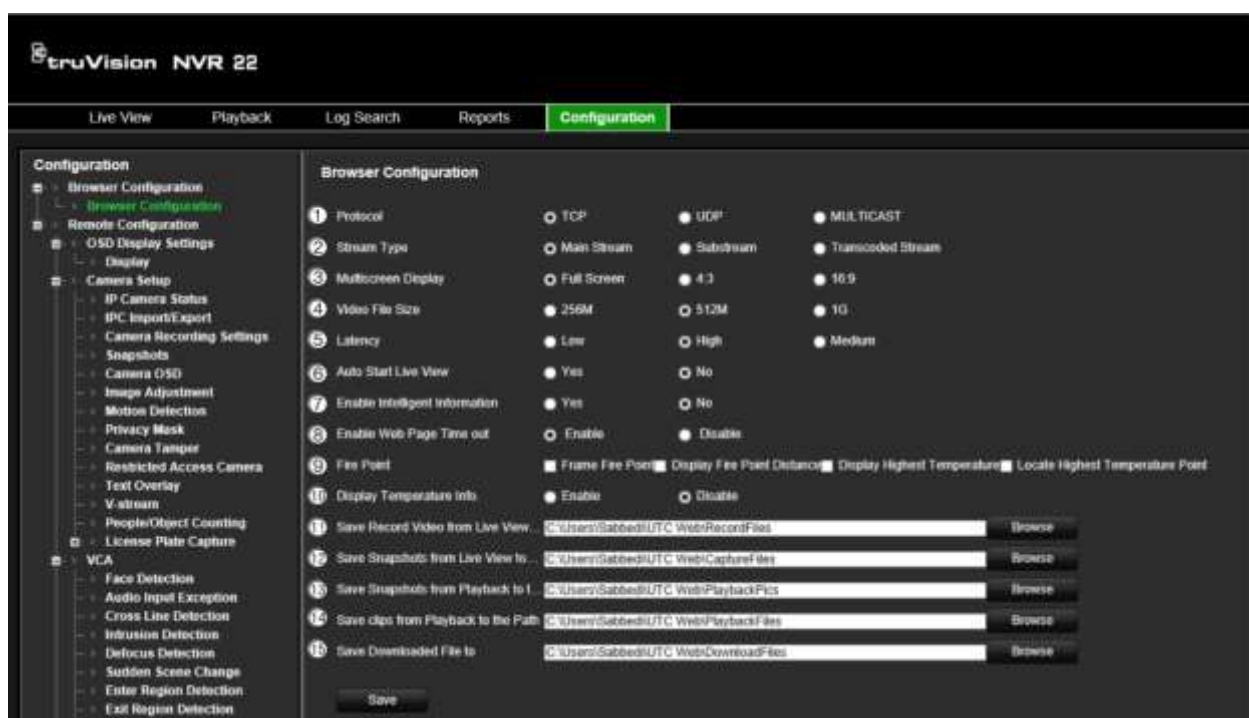 truVision NVR 22
Live View Playback Log Search Reports Configuration
Configuration
Browser Configuration
Browser Configuration
Remote Configuration
OSD Display Settings
Display
Camera Setup
IP Camera Status
IPC Import/Export
Camera Recording Settings
Snapshots
Camera OSD
Image Adjustment
Motion Detection
Privacy Mask
Camera Tamper
Restricted Access Camera
Text Overlay
V-stream
People/Object Counting
License Plate Capture
VCA
Face Detection
Audio Input Exception
Cross Line Detection
Intrusion Detection
Defocus Detection
Sudden Scene Change
Enter Region Detection
Exit Region Detection
Browser Configuration
1 Protocol TCP UDP MULTICAST
2 Stream Type Main Stream Substream Transcoded Stream
3 Multiscreen Display Full Screen 4:3 16:9
4 Video File Size 256M 512M 1G
5 Latency Low High Medium
6 Auto Start Live View Yes No
7 Enable Intelligent Information Yes No
8 Enable Web Page Time out Enable Disable
9 Fire Point Frame Fire Point Display Fire Point Distance Display Highest Temperature Locate Highest Temperature Point
10 Display Temperature Info. Enable Disable
11 Save Record Video from Live View... C:\Users\Sabbedi\UTC Web\RecordFiles Browse
12 Save Snapshots from Live View to... C:\Users\Sabbedi\UTC Web\CaptureFiles Browse
13 Save Snapshots from Playback to t... C:\Users\Sabbedi\UTC Web\PlaybackPics Browse
14 Save clips from Playback to the Path C:\Users\Sabbedi\UTC Web\PlaybackFiles Browse
15 Save Downloaded File to C:\Users\Sabbedi\UTC Web\DownloadFiles Browse
Save